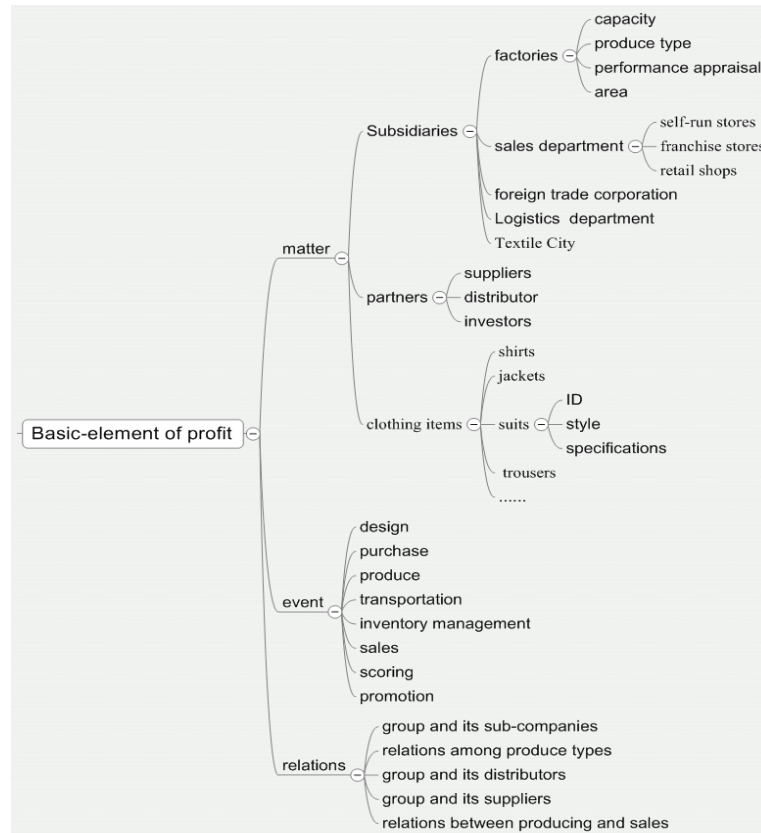 Basic-element of profit
matter
Subsidiaries
factories
capacity
produce type
performance appraisal
area
sales department
self-run stores
franchise stores
retail shops
foreign trade corporation
Logistics department
Textile City
partners
suppliers
distributor
investors
clothing items
shirts
jackets
suits
ID
style
specifications
trousers
......
event
design
purchase
produce
transportation
inventory management
sales
scoring
promotion
relations
group and its sub-companies
relations among produce types
group and its distributors
group and its suppliers
relations between producing and sales